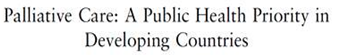 Palliative Care: A Public Health Priority in
Developing Countries